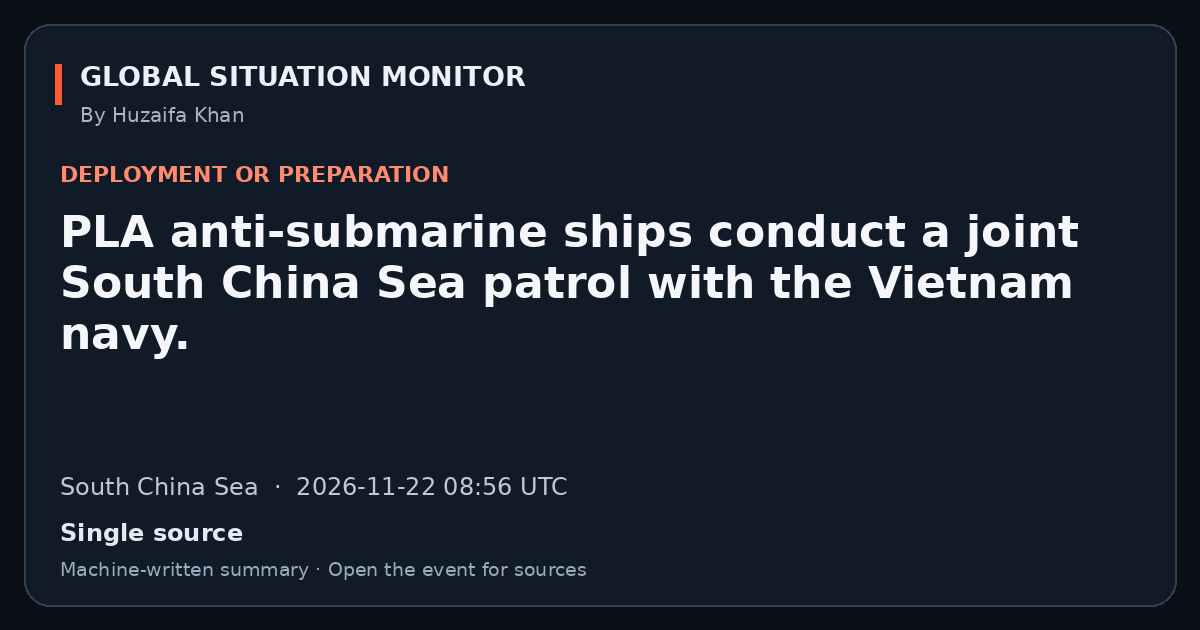 GLOBAL SITUATION MONITOR
By Huzaifa Khan
DEPLOYMENT OR PREPARATION
PLA anti-submarine ships conduct a joint
South China Sea patrol with the Vietnam
navy.
South China Sea · 2026-11-22 08:56 UTC
Single source
Machine-written summary · Open the event for sources